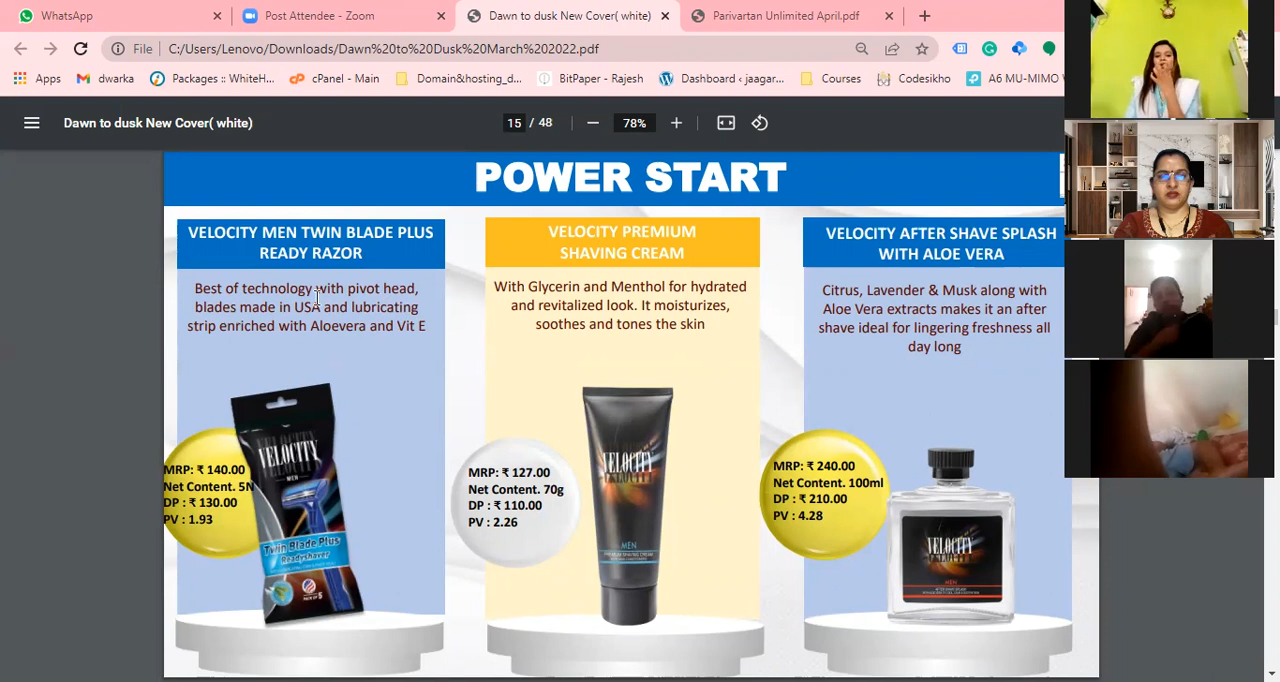 WhatsApp
Post Attendee - Zoom
Dawn to dusk New Cover( white)
Parivartan Unlimited April.pdf
File
C:/Users/Lenovo/Downloads/Dawn%20to%20Dusk%20March%202022.pdf
Apps
dwarka
Packages :: WhiteH...
cPanel - Main
Domain&hosting_d...
BitPaper - Rajesh
Dashboard ‹ jaagar...
Courses
Codesikho
A6 MU-MIMO
Dawn to dusk New Cover( white)
15 / 48
78%
POWER START
VELOCITY MEN TWIN BLADE PLUS
READY RAZOR
Best of technology with pivot head,
blades made in USA and lubricating
strip enriched with Aloevera and Vit E
MRP: ₹ 140.00
Net Content. 5N
DP : ₹ 130.00
PV : 1.93
VELOCITY
MEN
Twin Blade Plus
Readyshaver
VELOCITY PREMIUM
SHAVING CREAM
With Glycerin and Menthol for hydrated
and revitalized look. It moisturizes,
soothes and tones the skin
MRP: ₹ 127.00
Net Content. 70g
DP : ₹ 110.00
PV : 2.26
VELOCITY
MEN
VELOCITY AFTER SHAVE SPLASH
WITH ALOE VERA
Citrus, Lavender & Musk along with
Aloe Vera extracts makes it an after
shave ideal for lingering freshness all
day long
MRP: ₹ 240.00
Net Content. 100ml
DP : ₹ 210.00
PV : 4.28
VELOCITY
MEN